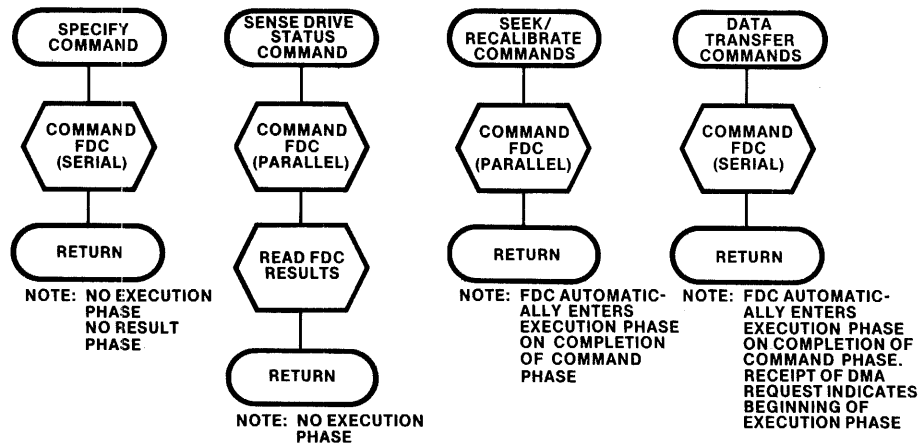 SPECIFY
COMMAND
COMMAND
FDC
(SERIAL)
RETURN
NOTE: NO EXECUTION
PHASE
NO RESULT
PHASE
SENSE DRIVE
STATUS
COMMAND
COMMAND
FDC
(PARALLEL)
READ FDC
RESULTS
RETURN
NOTE: NO EXECUTION
PHASE
SEEK/
RECALIBRATE
COMMANDS
COMMAND
FDC
(PARALLEL)
RETURN
NOTE: FDC AUTOMATIC-
ALLY ENTERS
EXECUTION PHASE
ON COMPLETION
OF COMMAND
PHASE
DATA
TRANSFER
COMMANDS
COMMAND
FDC
(SERIAL)
RETURN
NOTE: FDC AUTOMATIC-
ALLY ENTERS
EXECUTION PHASE
ON COMPLETION OF
COMMAND PHASE.
RECEIPT OF DMA
REQUEST INDICATES
BEGINNING OF
EXECUTION PHASE